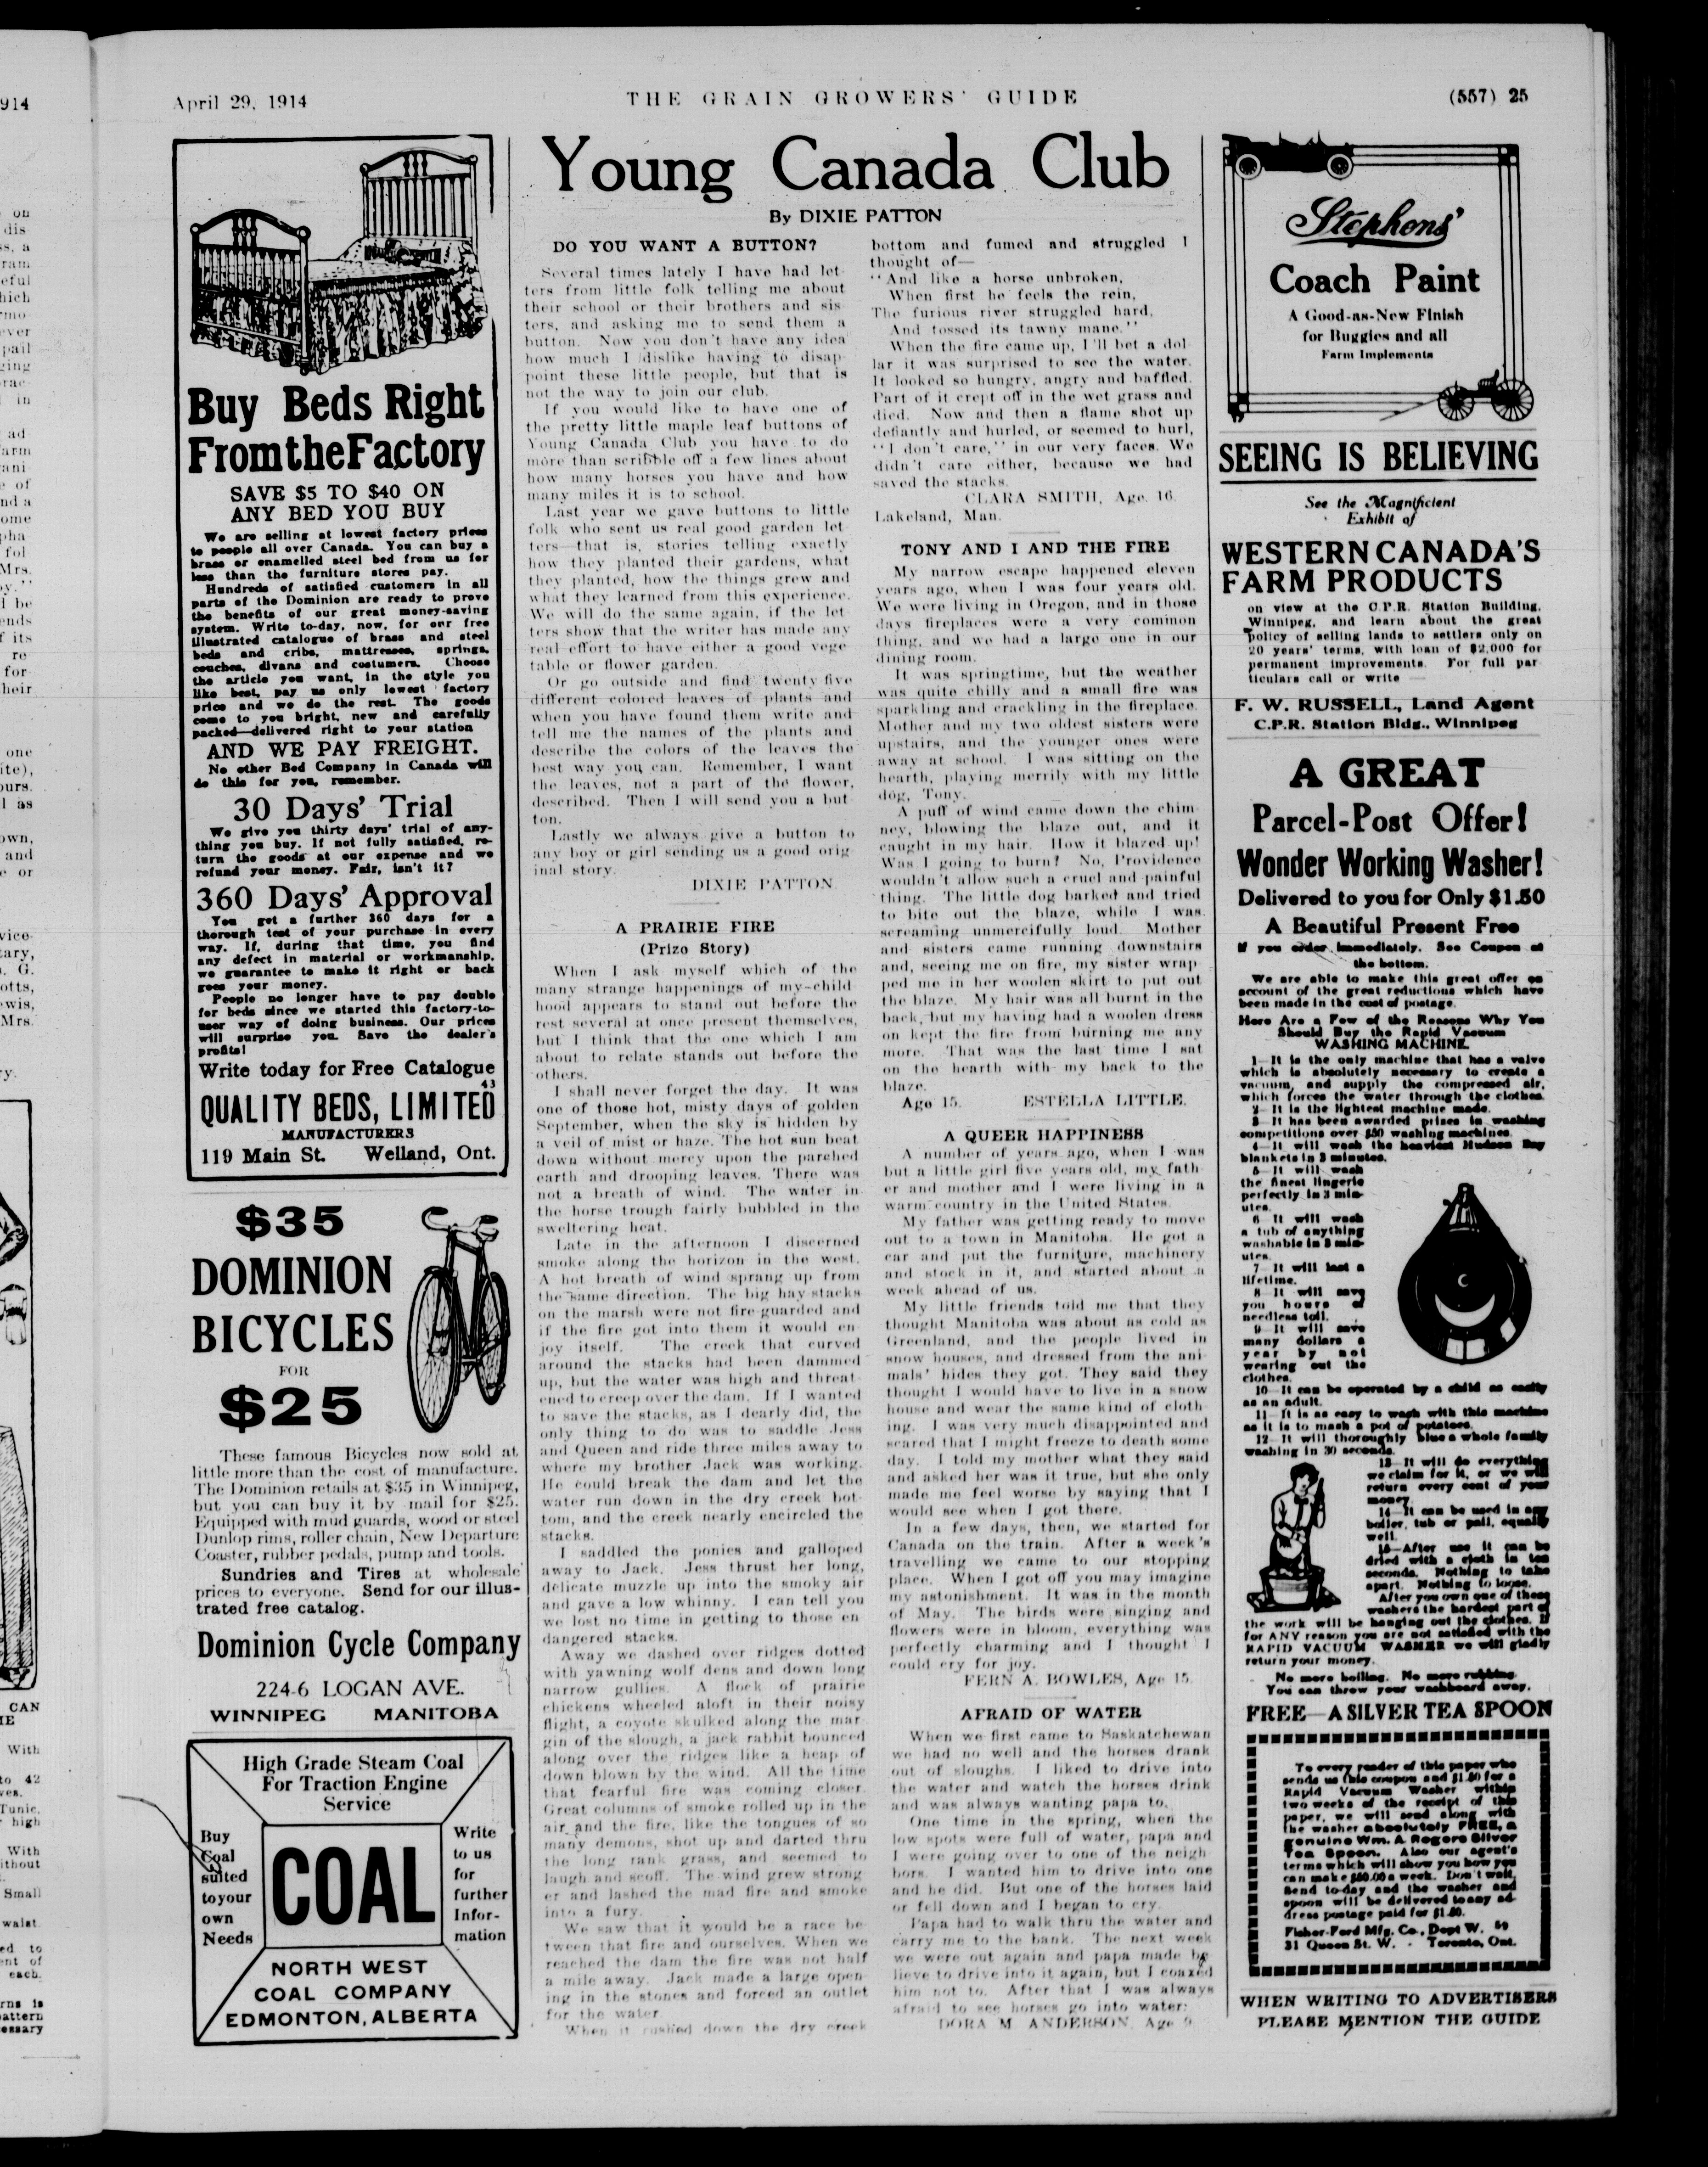 April 29, 1914
THE GRAIN GROWERS' GUIDE
(557) 25
Buy Beds Right
From the Factory
SAVE $5 TO $40 ON
ANY BED YOU BUY
We are selling at lowest factory prices
to people all over Canada. You can buy a
brass or enamelled steel bed from us for
less than the furniture stores pay.
Hundreds of satisfied customers in all
parts of the Dominion are ready to prove
the benefits of our great money-saving
system. Write to-day, now, for our free
illustrated catalogue of brass and steel
beds and cribs, mattresses, springs,
couches, divans and costumers. Choose
the article you want, in the style you
like best, pay us only lowest factory
price and we do the rest. The goods
come to you bright, new and carefully
packed—delivered right to your station
AND WE PAY FREIGHT.
No other Bed Company in Canada will
do this for you, remember.
30 Days' Trial
We give you thirty days' trial of any-
thing you buy. If not fully satisfied, re-
turn the goods at our expense and we
refund your money. Fair, isn't it?
360 Days' Approval
You get a further 360 days for a
thorough test of your purchase in every
way. If, during that time, you find
any defect in material or workmanship,
we guarantee to make it right or back
goes your money.
People no longer have to pay double
for beds since we started this factory-to-
user way of doing business. Our prices
will surprise you. Save the dealer's
profits!
Write today for Free Catalogue
43
QUALITY BEDS, LIMITED
MANUFACTURERS
119 Main St. Welland, Ont.
$35
DOMINION
BICYCLES
FOR
$25
These famous Bicycles now sold at
little more than the cost of manufacture.
The Dominion retails at $35 in Winnipeg,
but you can buy it by mail for $25.
Equipped with mud guards, wood or steel
Dunlop rims, roller chain, New Departure
Coaster, rubber pedals, pump and tools.
Sundries and Tires at wholesale
prices to everyone. Send for our illus-
trated free catalog.
Dominion Cycle Company
224-6 LOGAN AVE.
WINNIPEG MANITOBA
High Grade Steam Coal
For Traction Engine
Service
Buy
Coal
suited
to your
own
Needs
COAL
Write
to us
for
further
Infor-
mation
NORTH WEST
COAL COMPANY
EDMONTON, ALBERTA
Young Canada Club
By DIXIE PATTON
DO YOU WANT A BUTTON?
Several times lately I have had let
ters from little folk telling me about
their school or their brothers and sis
ters, and asking me to send them a
button. Now you don't have any idea
how much I dislike having to disap
point these little people, but that is
not the way to join our club.
If you would like to have one of
the pretty little maple leaf buttons of
Young Canada Club you have to do
more than scribble off a few lines about
how many horses you have and how
many miles it is to school.
Last year we gave buttons to little
folk who sent us real good garden let
ters—that is, stories telling exactly
how they planted their gardens, what
they planted, how the things grew and
what they learned from this experience.
We will do the same again, if the let
ters show that the writer has made any
real effort to have either a good vege
table or flower garden.
Or go outside and find twenty five
different colored leaves of plants and
when you have found them write and
tell me the names of the plants and
describe the colors of the leaves the
best way you can. Remember, I want
the leaves, not a part of the flower,
described. Then I will send you a but
ton.
Lastly we always give a button to
any boy or girl sending us a good orig
inal story.
DIXIE PATTON.
A PRAIRIE FIRE
(Prize Story)
When I ask myself which of the
many strange happenings of my child
hood appears to stand out before the
rest several at once present themselves,
but I think that the one which I am
about to relate stands out before the
others.
I shall never forget the day. It was
one of those hot, misty days of golden
September, when the sky is hidden by
a veil of mist or haze. The hot sun beat
down without mercy upon the parched
earth and drooping leaves. There was
not a breath of wind. The water in
the horse trough fairly bubbled in the
sweltering heat.
Late in the afternoon I discerned
smoke along the horizon in the west.
A hot breath of wind sprang up from
the same direction. The big hay stacks
on the marsh were not fire guarded and
if the fire got into them it would en
joy itself. The creek that curved
around the stacks had been dammed
up, but the water was high and threat
ened to creep over the dam. If I wanted
to save the stacks, as I dearly did, the
only thing to do was to saddle Jess
and Queen and ride three miles away to
where my brother Jack was working.
He could break the dam and let the
water run down in the dry creek bot
tom, and the creek nearly encircled the
stacks.
I saddled the ponies and galloped
away to Jack. Jess thrust her long,
delicate muzzle up into the smoky air
and gave a low whinny. I can tell you
we lost no time in getting to those en
dangered stacks.
Away we dashed over ridges dotted
with yawning wolf dens and down long
narrow gullies. A flock of prairie
chickens wheeled aloft in their noisy
flight, a coyote skulked along the mar
gin of the slough, a jack rabbit bounced
along over the ridges like a heap of
down blown by the wind. All the time
that fearful fire was coming closer.
Great columns of smoke rolled up in the
air and the fire, like the tongues of so
many demons, shot up and darted thru
the long rank grass, and seemed to
laugh and scoff. The wind grew strong
er and lashed the mad fire and smoke
into a fury.
We saw that it would be a race be
tween that fire and ourselves. When we
reached the dam the fire was not half
a mile away. Jack made a large open
ing in the stones and forced an outlet
for the water.
When it rushed down the dry creek
bottom and fumed and struggled I
thought of—
"And like a horse unbroken,
When first he feels the rein,
The furious river struggled hard,
And tossed its tawny mane."
When the fire came up, I'll bet a dol
lar it was surprised to see the water.
It looked so hungry, angry and baffled.
Part of it crept off in the wet grass and
died. Now and then a flame shot up
defiantly and hurled, or seemed to hurl,
"I don't care," in our very faces. We
didn't care either, because we had
saved the stacks.
CLARA SMITH, Age 16.
Lakeland, Man.
TONY AND I AND THE FIRE
My narrow escape happened eleven
years ago, when I was four years old.
We were living in Oregon, and in those
days fireplaces were a very common
thing, and we had a large one in our
dining room.
It was springtime, but the weather
was quite chilly and a small fire was
sparkling and crackling in the fireplace.
Mother and my two oldest sisters were
upstairs, and the younger ones were
away at school. I was sitting on the
hearth, playing merrily with my little
dog, Tony.
A puff of wind came down the chim
ney, blowing the blaze out, and it
caught in my hair. How it blazed up!
Was I going to burn? No, Providence
wouldn't allow such a cruel and painful
thing. The little dog barked and tried
to bite out the blaze, while I was
screaming unmercifully loud. Mother
and sisters came running downstairs
and, seeing me on fire, my sister wrap
ped me in her woolen skirt to put out
the blaze. My hair was all burnt in the
back, but my having had a woolen dress
on kept the fire from burning me any
more. That was the last time I sat
on the hearth with my back to the
blaze.
Age 15. ESTELLA LITTLE.
A QUEER HAPPINESS
A number of years ago, when I was
but a little girl five years old, my fath
er and mother and I were living in a
warm country in the United States.
My father was getting ready to move
out to a town in Manitoba. He got a
car and put the furniture, machinery
and stock in it, and started about a
week ahead of us.
My little friends told me that they
thought Manitoba was about as cold as
Greenland, and the people lived in
snow houses, and dressed from the ani
mals' hides they got. They said they
thought I would have to live in a snow
house and wear the same kind of cloth
ing. I was very much disappointed and
scared that I might freeze to death some
day. I told my mother what they said
and asked her was it true, but she only
made me feel worse by saying that I
would see when I got there.
In a few days, then, we started for
Canada on the train. After a week's
travelling we came to our stopping
place. When I got off you may imagine
my astonishment. It was in the month
of May. The birds were singing and
flowers were in bloom, everything was
perfectly charming and I thought I
could cry for joy.
FERN A. BOWLES, Age 15.
AFRAID OF WATER
When we first came to Saskatchewan
we had no well and the horses drank
out of sloughs. I liked to drive into
the water and watch the horses drink
and was always wanting papa to.
One time in the spring, when the
low spots were full of water, papa and
I were going over to one of the neigh
bors. I wanted him to drive into one
and he did. But one of the horses laid
or fell down and I began to cry.
Papa had to walk thru the water and
carry me to the bank. The next week
we were out again and papa made be
lieve to drive into it again, but I coaxed
him not to. After that I was always
afraid to see horses go into water.
DORA M. ANDERSON, Age 9.
Stephens'
Coach Paint
A Good-as-New Finish
for Buggies and all
Farm Implements
SEEING IS BELIEVING
See the Magnificient
Exhibit of
WESTERN CANADA'S
FARM PRODUCTS
on view at the C.P.R. Station Building,
Winnipeg, and learn about the great
policy of selling lands to settlers only on
20 years' terms, with loan of $2,000 for
permanent improvements. For full par
ticulars call or write
F. W. RUSSELL, Land Agent
C.P.R. Station Bldg., Winnipeg
A GREAT
Parcel-Post Offer!
Wonder Working Washer!
Delivered to you for Only $1.50
A Beautiful Present Free
If you order immediately. See Coupon at
the bottom.
We are able to make this great offer on
account of the great reductions which have
been made in the cost of postage.
Here Are a Few of the Reasons Why You
Should Buy the Rapid Vacuum
WASHING MACHINE
1—It is the only machine that has a valve
which is absolutely necessary to create a
vacuum, and supply the compressed air,
which forces the water through the clothes.
2—It is the lightest machine made.
3—It has been awarded prizes in washing
competitions over $50 washing machines.
4—It will wash the heaviest Hudson Bay
blankets in 3 minutes.
5—It will wash
the finest lingerie
perfectly in 3 min-
utes.
6—It will wash
a tub of anything
washable in 3 min-
utes.
7—It will last a
lifetime.
8—It will save
you hours of
needless toil.
9—It will save
many dollars a
year by not
wearing out the
clothes.
10—It can be operated by a child as easily
as an adult.
11—It is as easy to wash with this machine
as it is to mash a pot of potatoes.
12—It will thoroughly blue a whole family
washing in 30 seconds.
13—It will do everything
we claim for it, or we will
return every cent of your
money.
14—It can be used in any
boiler, tub or pail, equally
well.
15—After use it can be
dried with a cloth in ten
seconds. Nothing to take
apart. Nothing to loose.
After you own one of these
washers the hardest part of
the work will be hanging out the clothes. If
for ANY reason you are not satisfied with the
RAPID VACUUM WASHER we will gladly
return your money.
No more boiling. No more rubbing.
You can throw your washboard away.
FREE—A SILVER TEA SPOON
To every reader of this paper who
sends us this coupon and $1.50 for a
Rapid Vacuum Washer within
two weeks of the receipt of this
paper, we will send along with
the washer absolutely FREE, a
genuine Wm. A. Rogers Silver
Tea Spoon. Also our agent's
terms which will show you how you
can make $50.00 a week. Don't wait,
Send to-day and the washer and
spoon will be delivered to any ad-
dress postage paid for $1.50.
Fisher-Ford Mfg. Co., Dept W.
31 Queen St. W. - Toronto, Ont.
WHEN WRITING TO ADVERTISERS
PLEASE MENTION THE GUIDE